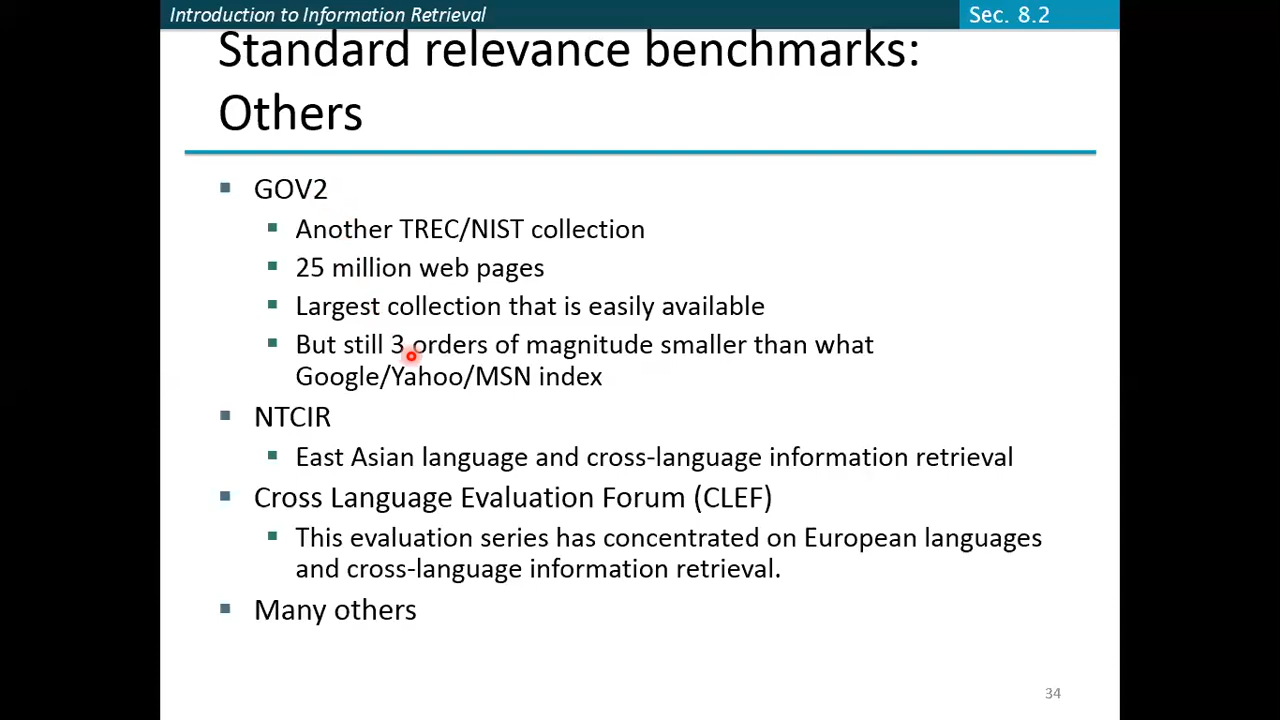 Introduction to Information Retrieval
Sec. 8.2
Standard relevance benchmarks:
Others
GOV2
Another TREC/NIST collection
25 million web pages
Largest collection that is easily available
But still 3 orders of magnitude smaller than what
Google/Yahoo/MSN index
NTCIR
East Asian language and cross-language information retrieval
Cross Language Evaluation Forum (CLEF)
This evaluation series has concentrated on European languages
and cross-language information retrieval.
Many others
34